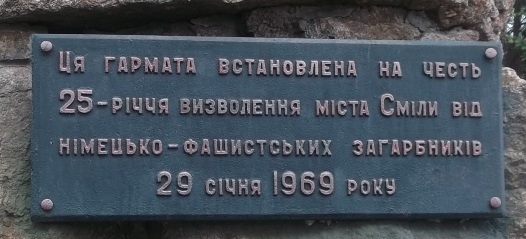 Ця гармата встановлена на честь
25-річчя визволення міста Сміли від
німецько-фашистських загарбників
29 січня 1969 року